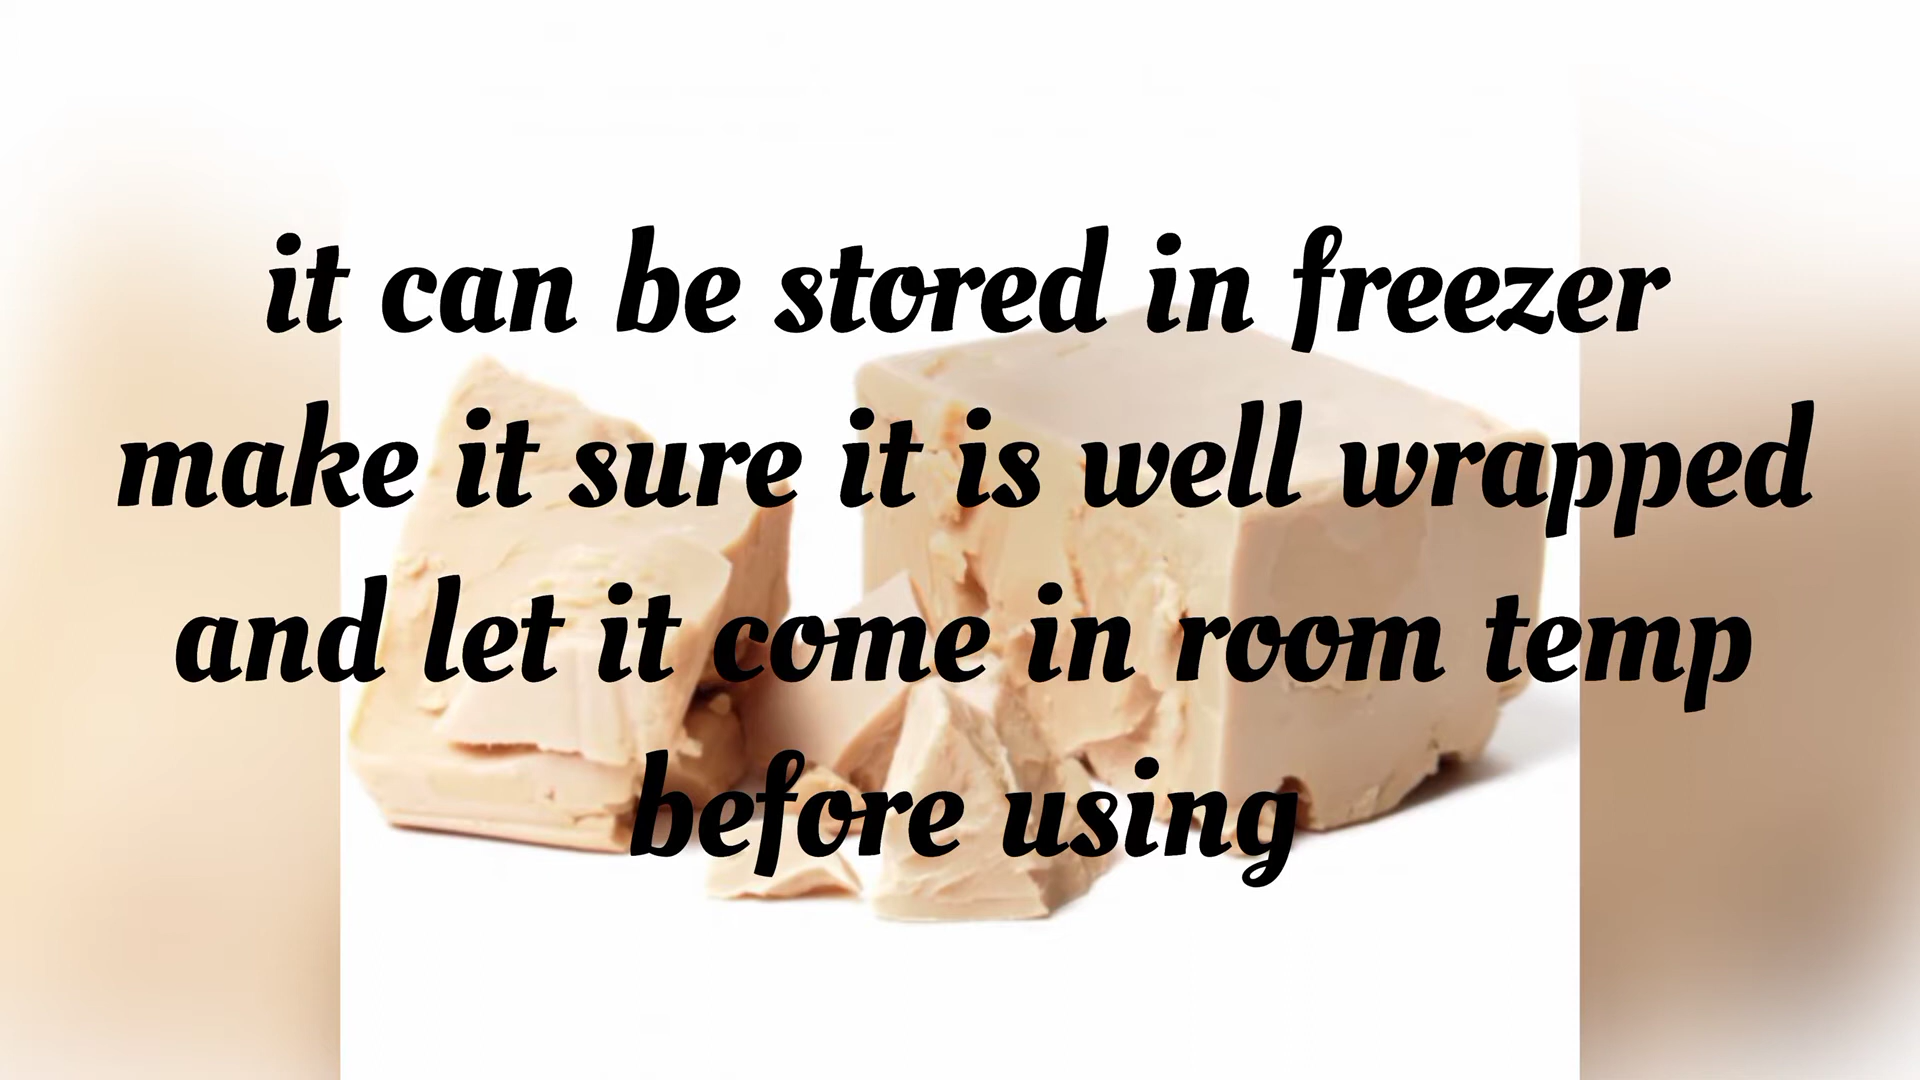 it can be stored in freezer
make it sure it is well wrapped
and let it come in room temp
before using